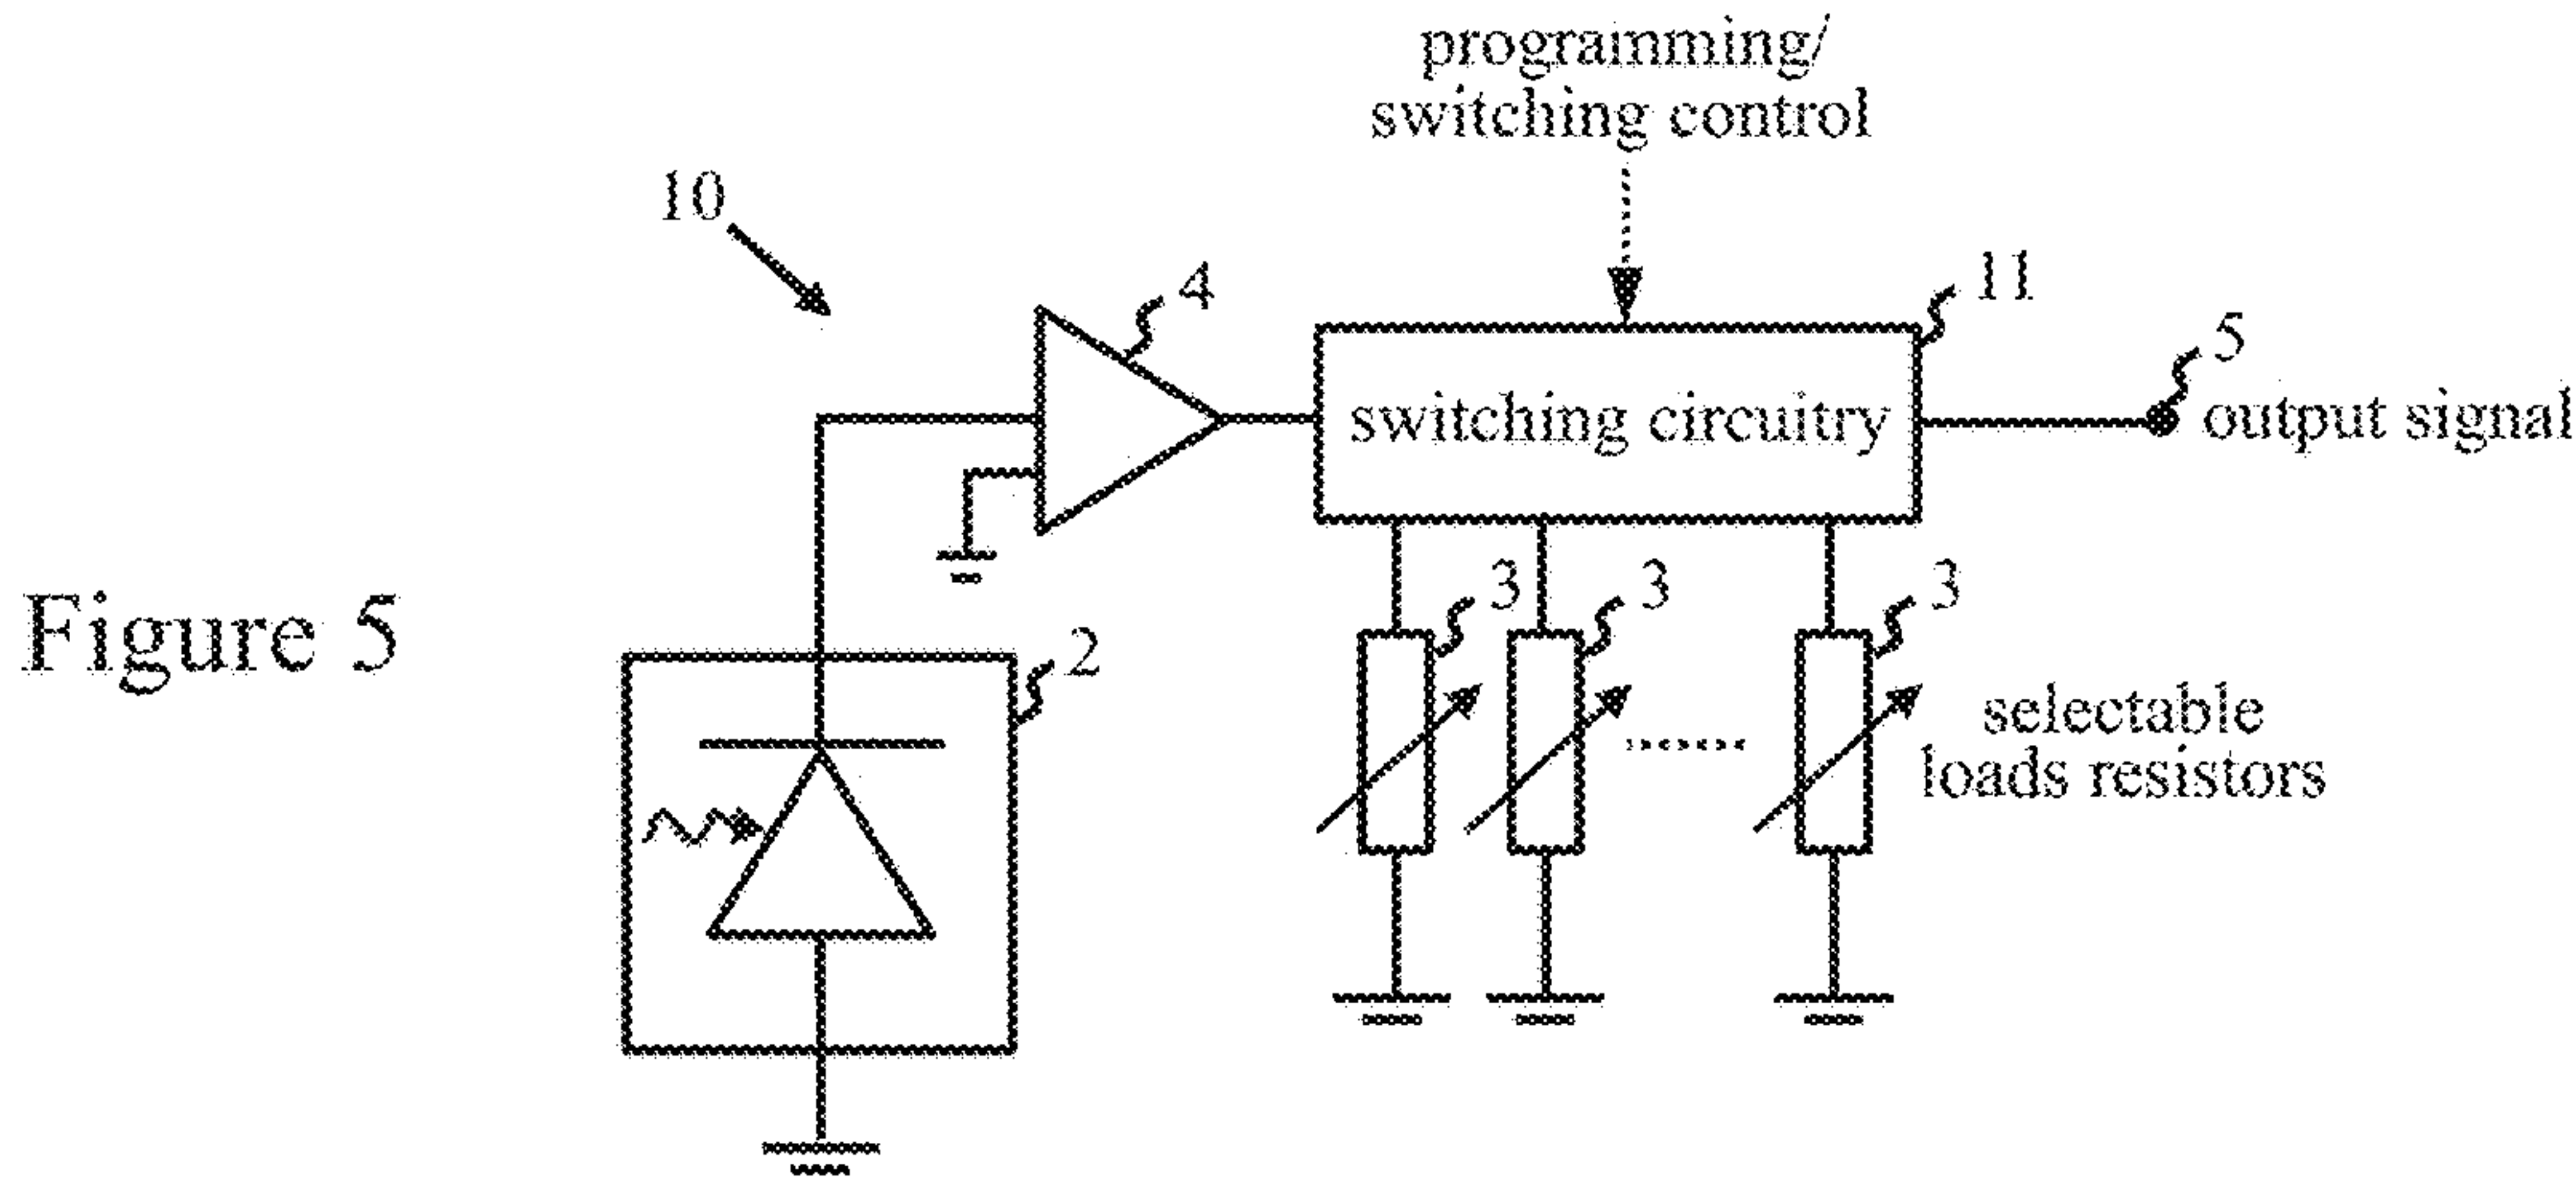 programming/
switching control
10
4
11
5
switching circuitry
output signal
3
3
3
Figure 5
2
selectable
loads resistors